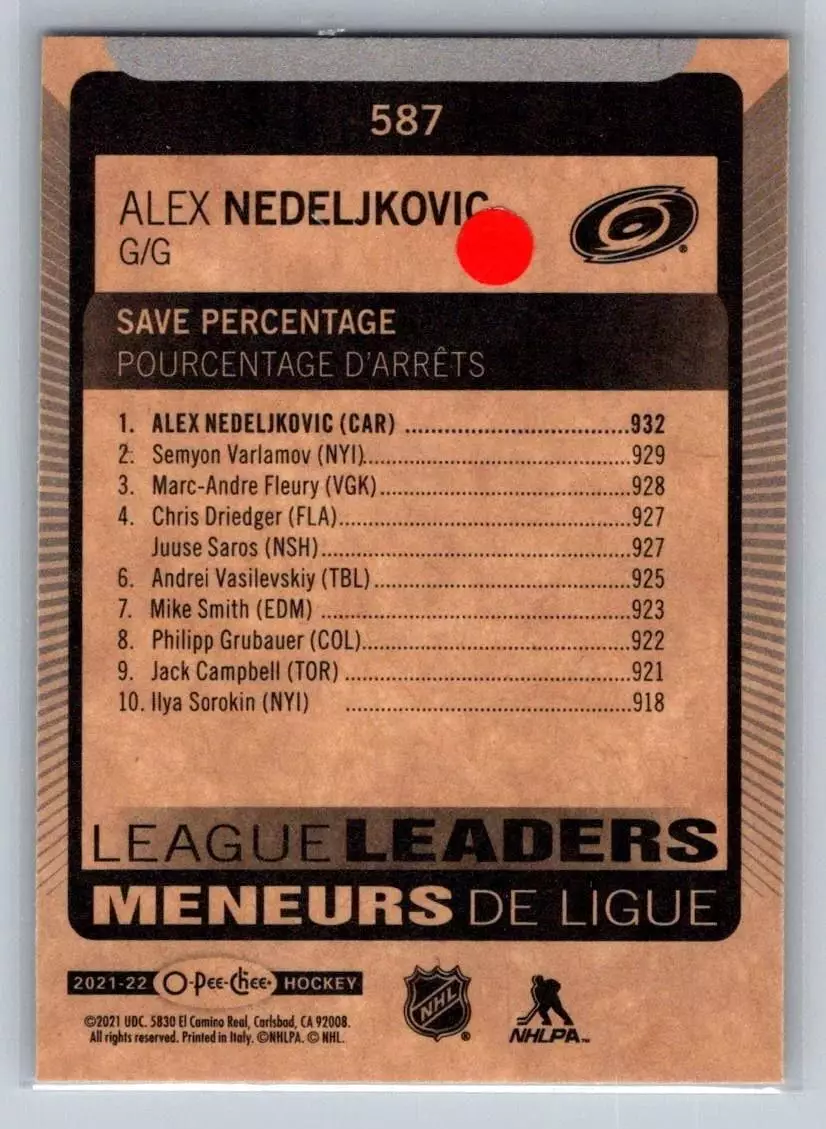 587
ALEX NEDELJKOVIC
G/G
SAVE PERCENTAGE
POURCENTAGE D'ARRÊTS
1. ALEX NEDELJKOVIC (CAR) ................................932
2. Semyon Varlamov (NYI).......................................929
3. Marc-Andre Fleury (VGK)....................................928
4. Chris Driedger (FLA)..........................................927
Juuse Saros (NSH).............................................927
6. Andrei Vasilevskiy (TBL).....................................925
7. Mike Smith (EDM) ............................................923
8. Philipp Grubauer (COL).......................................922
9. Jack Campbell (TOR) .........................................921
10. Ilya Sorokin (NYI) .........................................918
LEAGUE LEADERS
MENEURS DE LIGUE
2021-22 O-Pee-Chee HOCKEY
©2021 UDC. 5830 El Camino Real, Carlsbad, CA 92008.
All rights reserved. Printed in Italy. ©NHLPA. © NHL.
NHL ®
NHLPA™